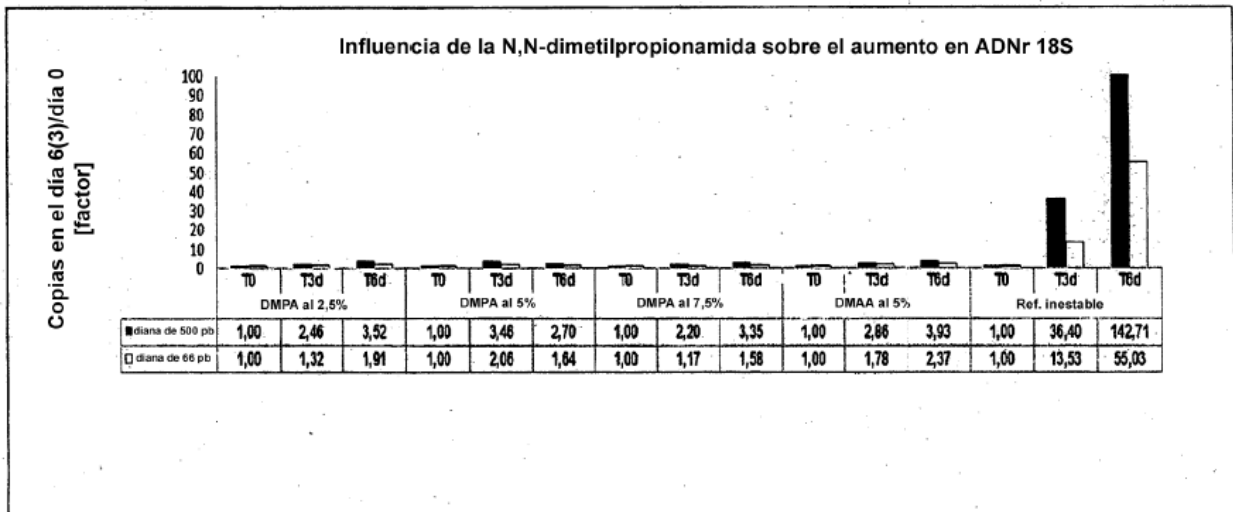 Influencia de la N,N-dimetilpropionamida sobre el aumento en ADNr 18S
Copias en el día 6(3)/día 0
[factor]
100
90
80
70
60
50
40
30
20
10
0
T0 T3d T6d T0 T3d T6d T0 T3d T6d T0 T3d T6d T0 T3d T6d
DMPA al 2,5% DMPA al 5% DMPA al 7,5% DMAA al 5% Ref. inestable
diana de 500 pb 1,00 2,46 3,52 1,00 3,46 2,70 1,00 2,20 3,35 1,00 2,86 3,93 1,00 36,40 142,71
diana de 66 pb 1,00 1,32 1,91 1,00 2,06 1,64 1,00 1,17 1,58 1,00 1,78 2,37 1,00 13,53 55,03